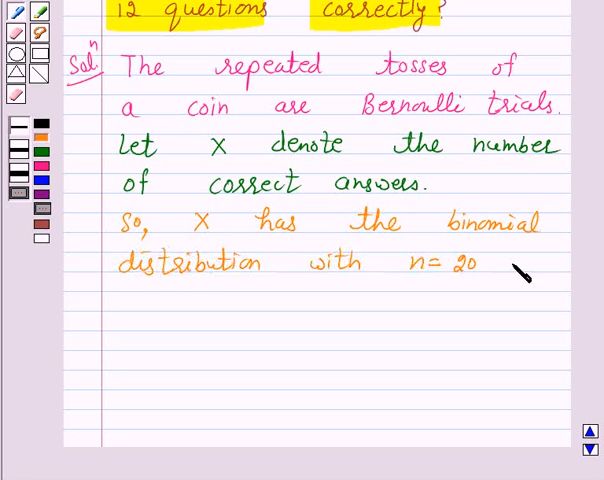 12 questions correctly?
Solⁿ The repeated tosses of
a coin are Bernoulli trials.
Let X denote the number
of correct answers.
So, X has the binomial
distribution with n = 20